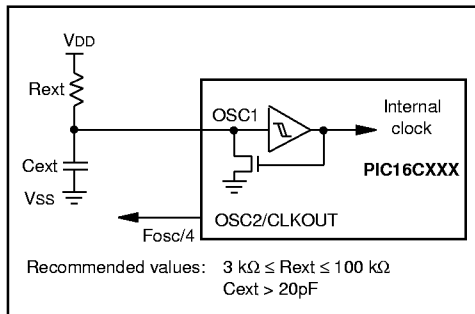 VDD
Rext
OSC1
Internal
clock
Cext
PIC16CXXX
VSS
Fosc/4
OSC2/CLKOUT
Recommended values: 3 kΩ ≤ Rext ≤ 100 kΩ
Cext > 20pF